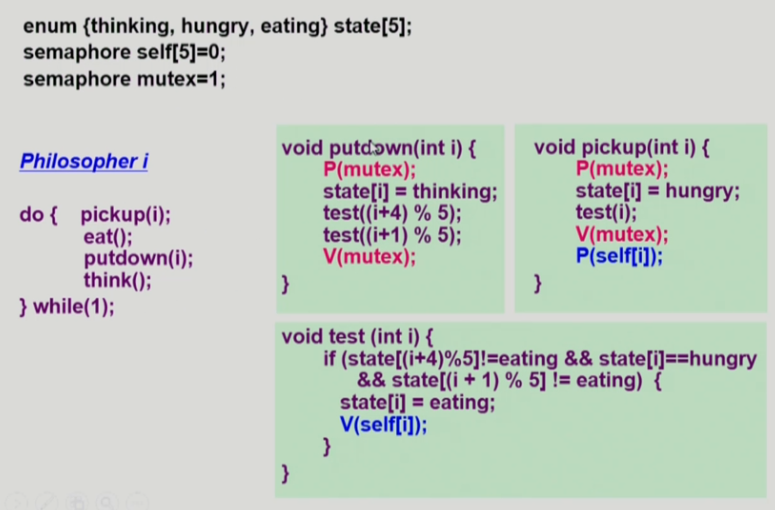 enum {thinking, hungry, eating} state[5];
semaphore self[5]=0;
semaphore mutex=1;
Philosopher i
do {   pickup(i);
eat();
putdown(i);
think();
} while(1);
void putdown(int i) {
P(mutex);
state[i] = thinking;
test((i+4) % 5);
test((i+1) % 5);
V(mutex);
}
void pickup(int i) {
P(mutex);
state[i] = hungry;
test(i);
V(mutex);
P(self[i]);
}
void test (int i) {
if (state[(i+4)%5]!=eating && state[i]==hungry
&& state[(i + 1) % 5] != eating)  {
state[i] = eating;
V(self[i]);
}
}